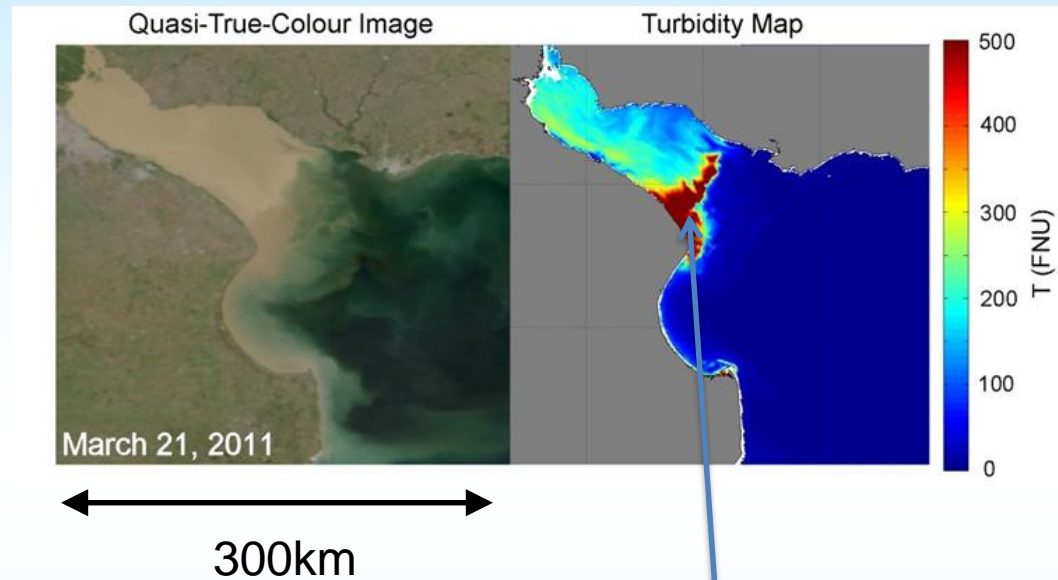 Quasi-True-Colour Image
Turbidity Map
500
400
300
200
100
0
T (FNU)
March 21, 2011
300km